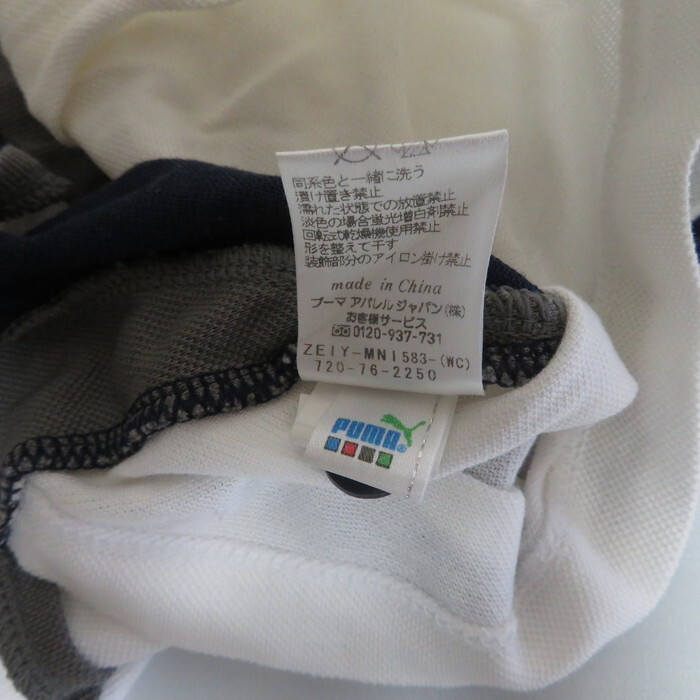 同系色と一緒に洗う
漬け置き禁止
濡れた状態での放置禁止
淡色の場合蛍光増白剤禁止
回転式乾燥機使用禁止
形を整えて干す
装飾部分のアイロン掛け禁止
made in China
プーマ アパレル ジャパン(株)
お客様サービス
0120-937-731
ZEIY-MN1583-(WC)
720-76-2250
PUMA®